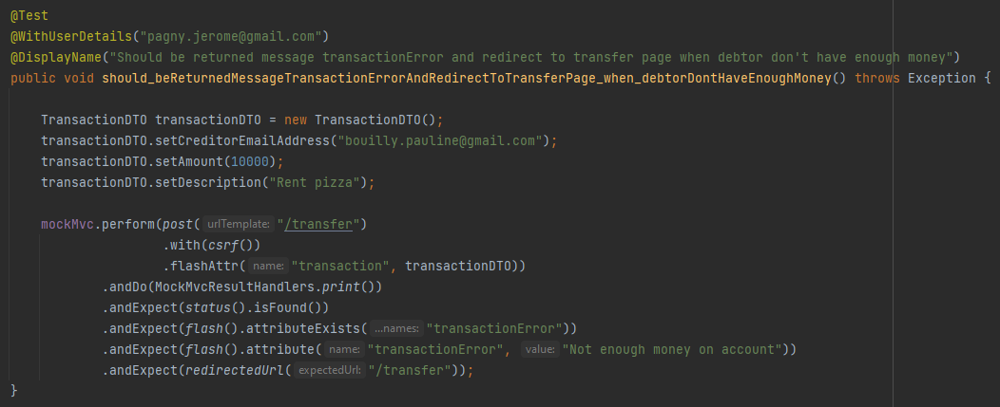 @Test
@WithUserDetails("pagny.jerome@gmail.com")
@DisplayName("Should be returned message transactionError and redirect to transfer page when debtor don't have enough money")
public void should_beReturnedMessageTransactionErrorAndRedirectToTransferPage_when_debtorDontHaveEnoughMoney() throws Exception {
TransactionDTO transactionDTO = new TransactionDTO();
transactionDTO.setCreditorEmailAddress("bouilly.pauline@gmail.com");
transactionDTO.setAmount(10000);
transactionDTO.setDescription("Rent pizza");
mockMvc.perform(post( urlTemplate: "/transfer")
.with(csrf())
.flashAttr( name: "transaction", transactionDTO))
.andDo(MockMvcResultHandlers.print())
.andExpect(status().isFound())
.andExpect(flash().attributeExists( ...names: "transactionError"))
.andExpect(flash().attribute( name: "transactionError", value: "Not enough money on account"))
.andExpect(redirectedUrl( expectedUrl: "/transfer"));
}